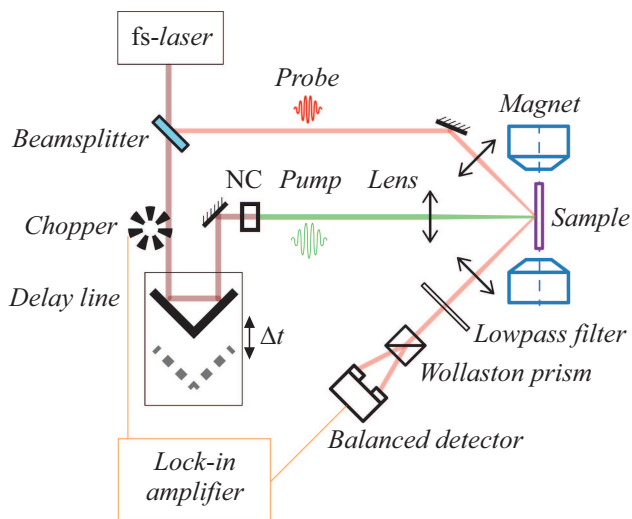 fs-laser
Probe
Magnet
Beamsplitter
NC
Pump
Lens
Chopper
Sample
Delay line
Δt
Lowpass filter
Wollaston prism
Balanced detector
Lock-in
amplifier